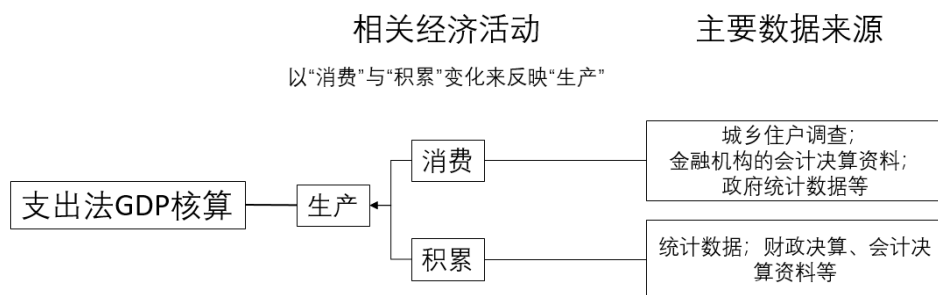 相关经济活动
主要数据来源
以“消费”与“积累”变化来反映“生产”
支出法GDP核算
生产
消费
积累
城乡住户调查；
金融机构的会计决算资料；
政府统计数据等
统计数据；财政决算、会计决
算资料等